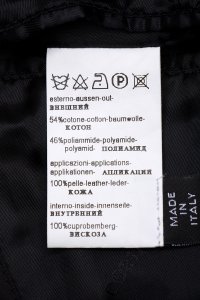 esterno-aussen-out-
ВНЕШНИЙ
54%cotone-cotton-baumwolle-
КОТОН
46%poliammide-polyamide-
polyamid- ПОЛИАМИД
applicazioni-applications-
applikationen- АПЛИКАЦИЙ
100%pelle-leather-leder-
КОЖА
interno-inside-innenseite-
ВНУТРЕННИЙ
100%cuprobemberg-
ВИСКОЗА
MADE
IN
ITALY